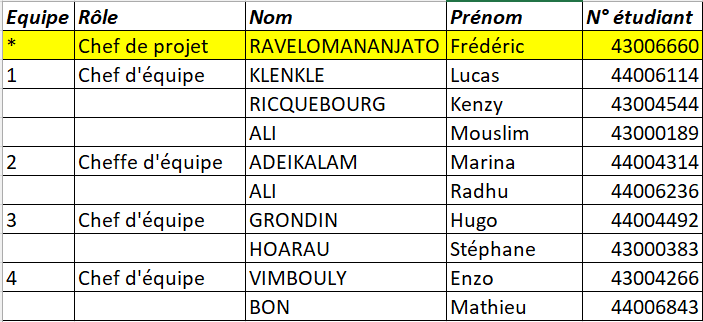 Equipe Rôle Nom Prénom N° étudiant
* Chef de projet RAVELOMANANJATO Frédéric 43006660
1 Chef d'équipe KLENKLE Lucas 44006114
RICQUEBOURG Kenzy 43004544
ALI Mouslim 43000189
2 Cheffe d'équipe ADEIKALAM Marina 44004314
ALI Radhu 44006236
3 Chef d'équipe GRONDIN Hugo 44004492
HOARAU Stéphane 43000383
4 Chef d'équipe VIMBOULY Enzo 43004266
BON Mathieu 44006843